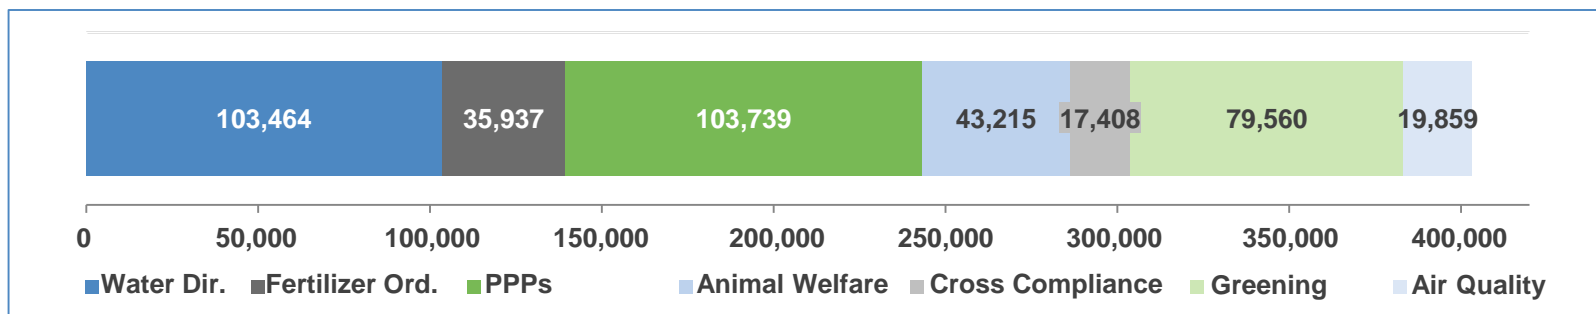 103,464 35,937 103,739 43,215 17,408 79,560 19,859
0 50,000 100,000 150,000 200,000 250,000 300,000 350,000 400,000
Water Dir. Fertilizer Ord. PPPs Animal Welfare Cross Compliance Greening Air Quality